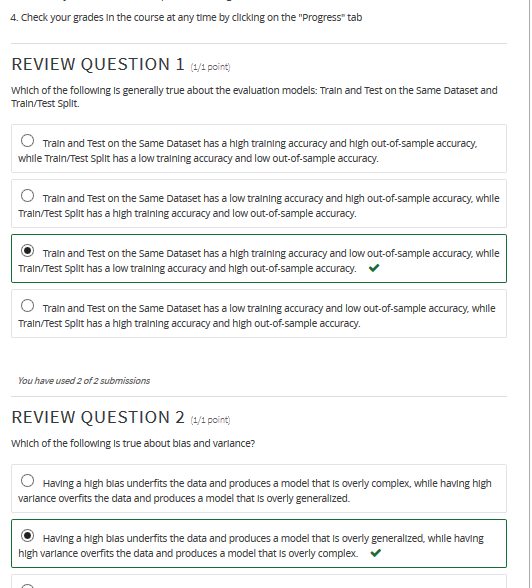 4. Check your grades in the course at any time by clicking on the "Progress" tab
REVIEW QUESTION 1 (1/1 point)
Which of the following is generally true about the evaluation models: Train and Test on the Same Dataset and
Train/Test Split.
Train and Test on the Same Dataset has a high training accuracy and high out-of-sample accuracy,
while Train/Test Split has a low training accuracy and low out-of-sample accuracy.
Train and Test on the Same Dataset has a low training accuracy and high out-of-sample accuracy, while
Train/Test Split has a high training accuracy and low out-of-sample accuracy.
Train and Test on the Same Dataset has a high training accuracy and low out-of-sample accuracy, while
Train/Test Split has a low training accuracy and high out-of-sample accuracy.
Train and Test on the Same Dataset has a low training accuracy and low out-of-sample accuracy, while
Train/Test Split has a high training accuracy and high out-of-sample accuracy.
You have used 2 of 2 submissions
REVIEW QUESTION 2 (1/1 point)
Which of the following is true about bias and variance?
Having a high bias underfits the data and produces a model that is overly complex, while having high
variance overfits the data and produces a model that is overly generalized.
Having a high bias underfits the data and produces a model that is overly generalized, while having
high variance overfits the data and produces a model that is overly complex.